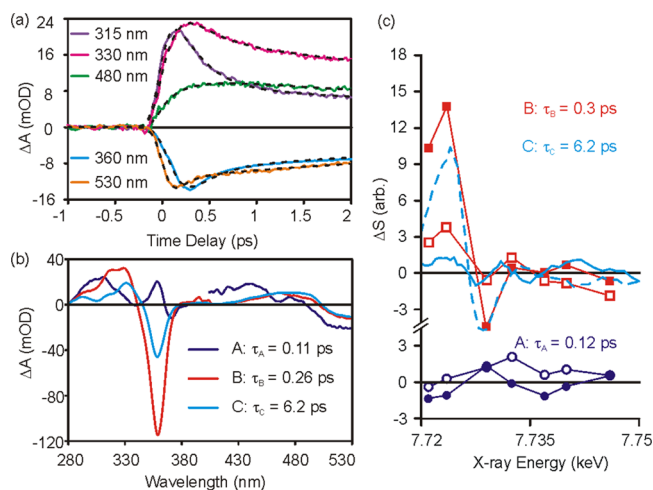 (a)
24
16
8
0
-8
-16
ΔA (mOD)
315 nm
330 nm
480 nm
360 nm
530 nm
-1
-0.5
0
0.5
1
1.5
2
Time Delay (ps)
(b)
40
0
-40
-80
-120
ΔA (mOD)
A: τA = 0.11 ps
B: τB = 0.26 ps
C: τC = 6.2 ps
280
330
380
430
480
530
Wavelength (nm)
(c)
18
15
12
9
6
3
0
-3
3
0
-3
ΔS (arb.)
B: τB = 0.3 ps
C: τC = 6.2 ps
A: τA = 0.12 ps
7.72
7.735
7.75
X-ray Energy (keV)